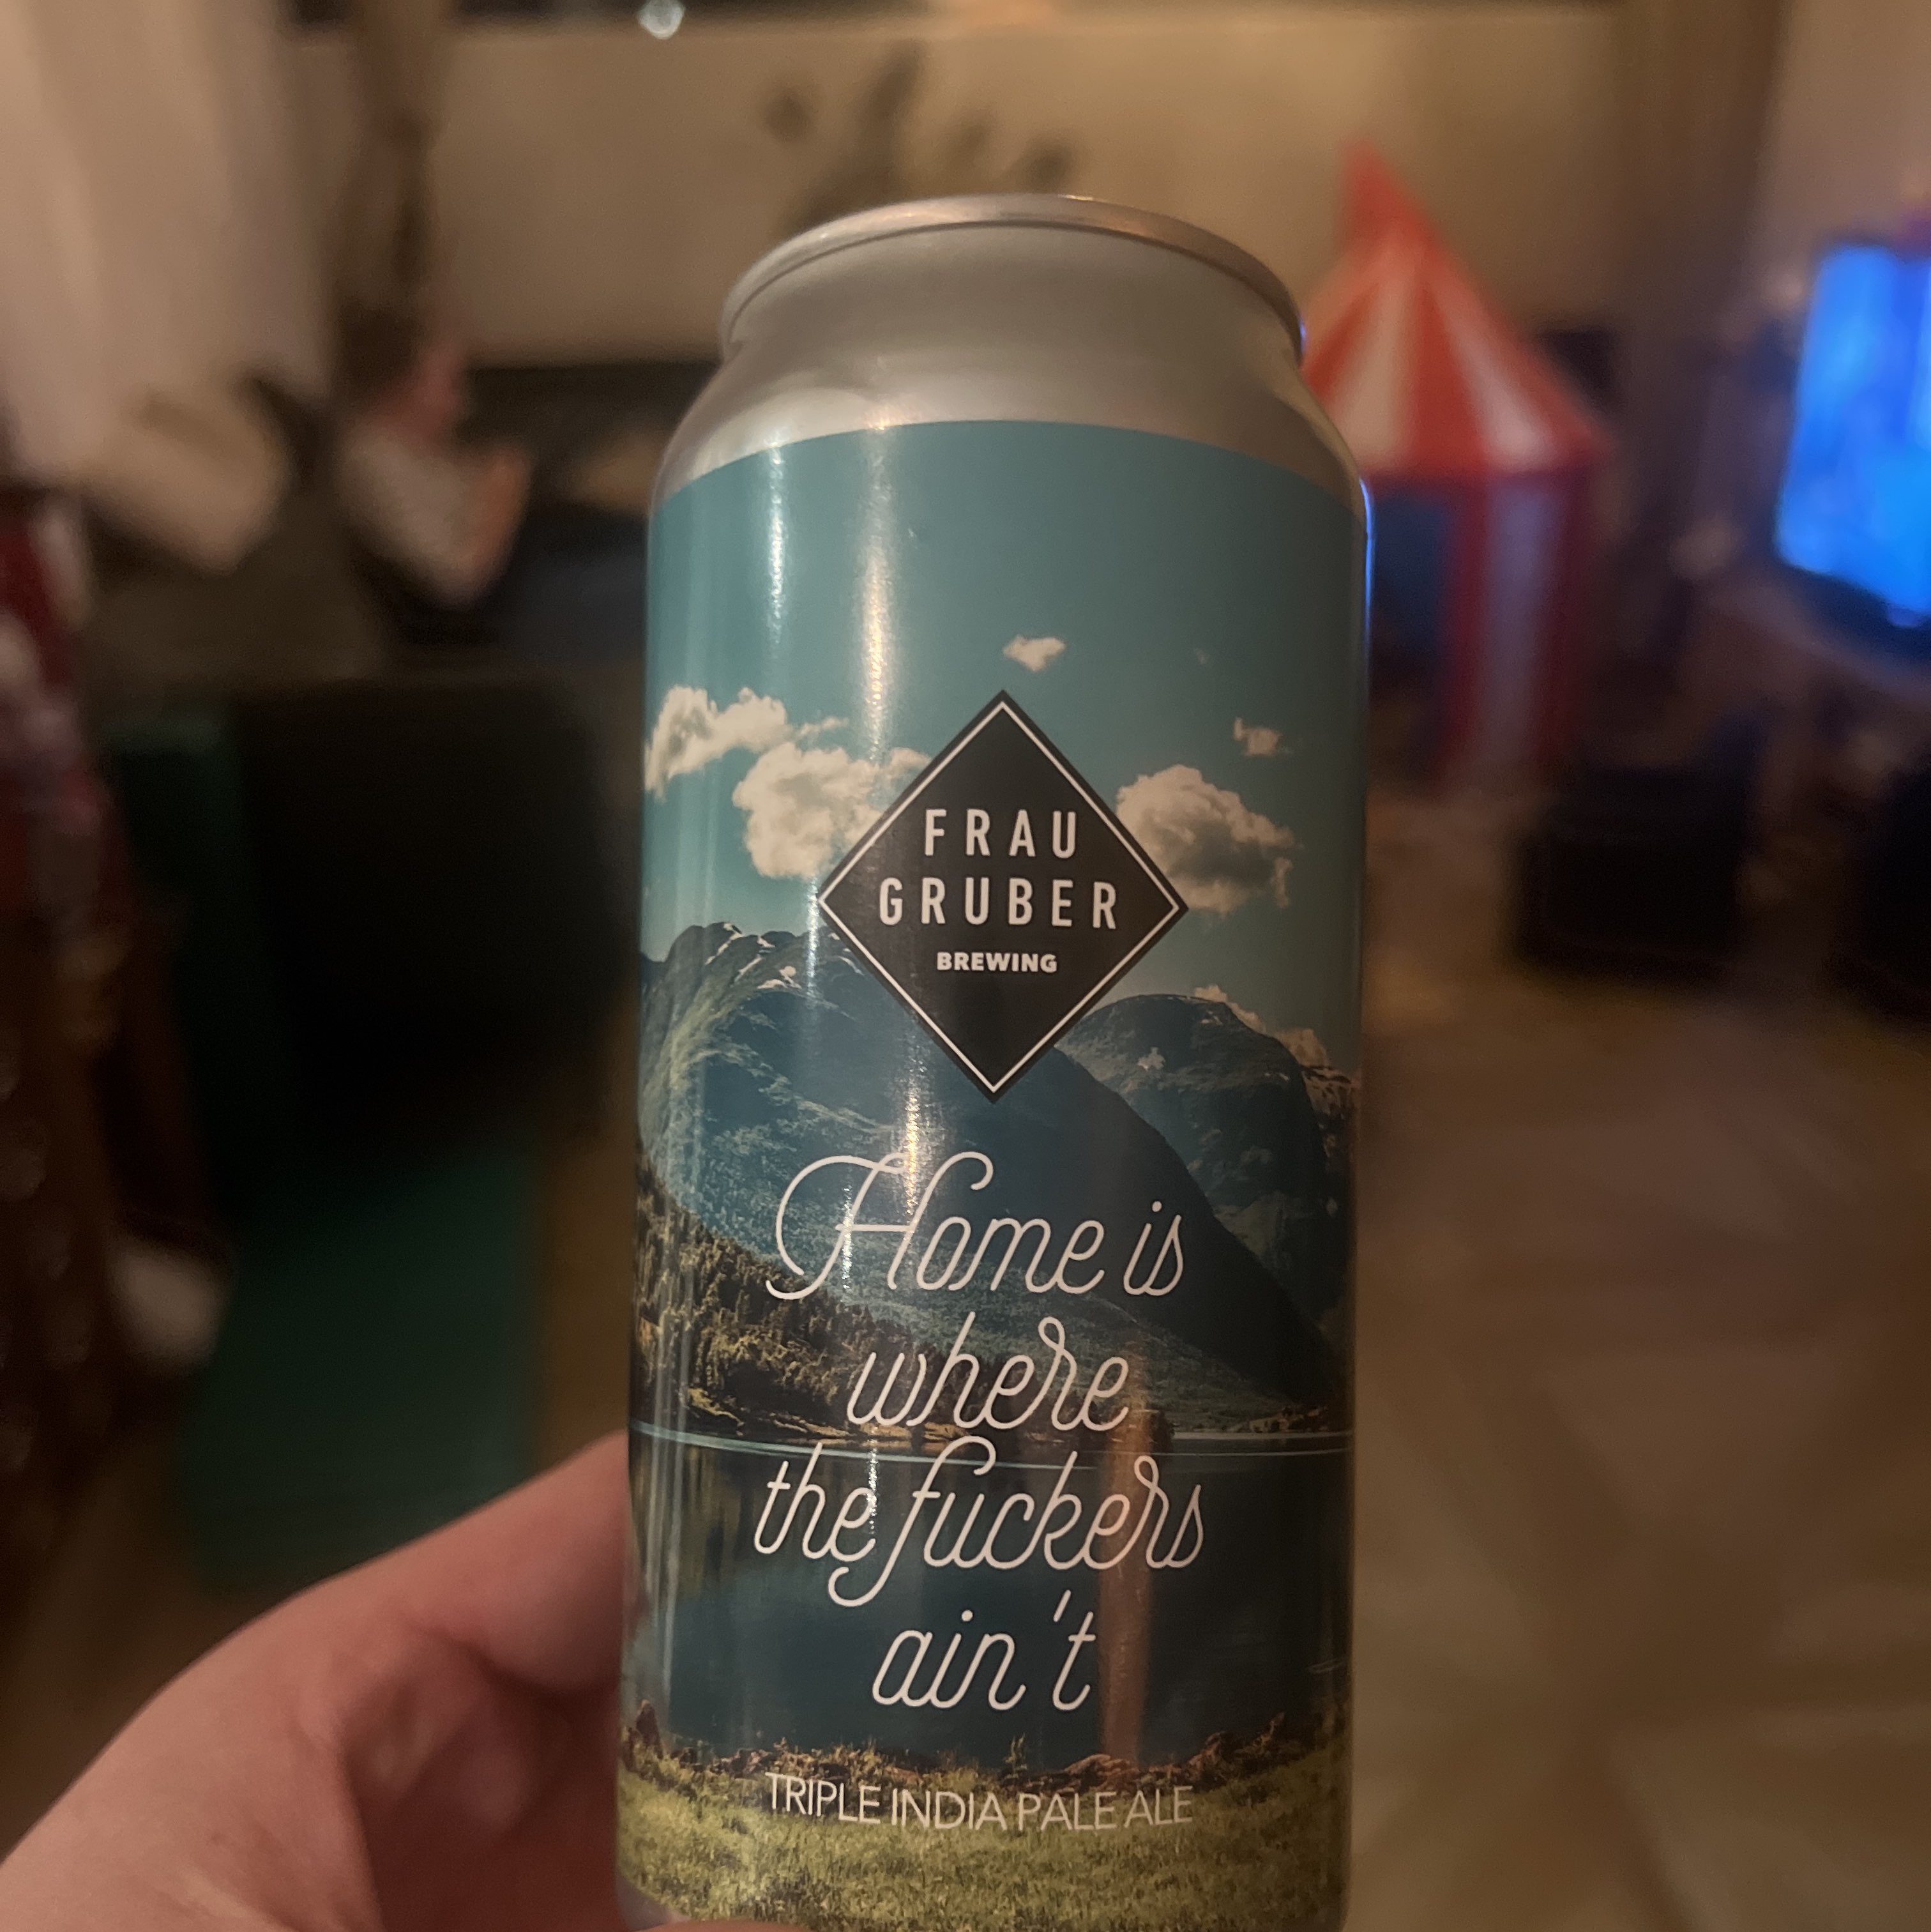 FRAU
GRUBER
BREWING
Home is
where
the fuckers
ain't
TRIPLE INDIA PALE ALE